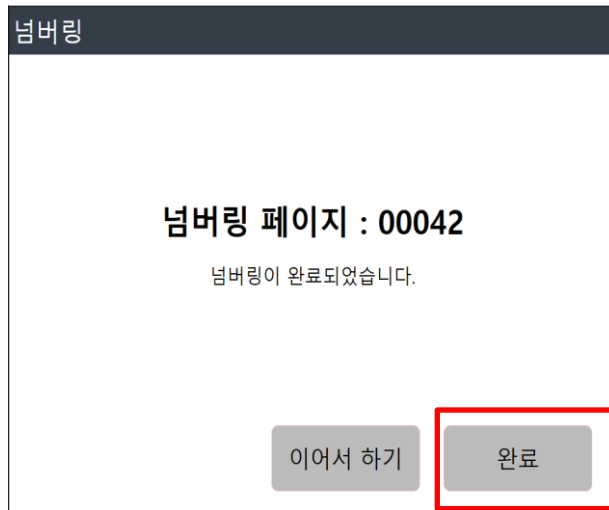 넘버링
넘버링 페이지 : 00042
넘버링이 완료되었습니다.
이어서 하기
완료